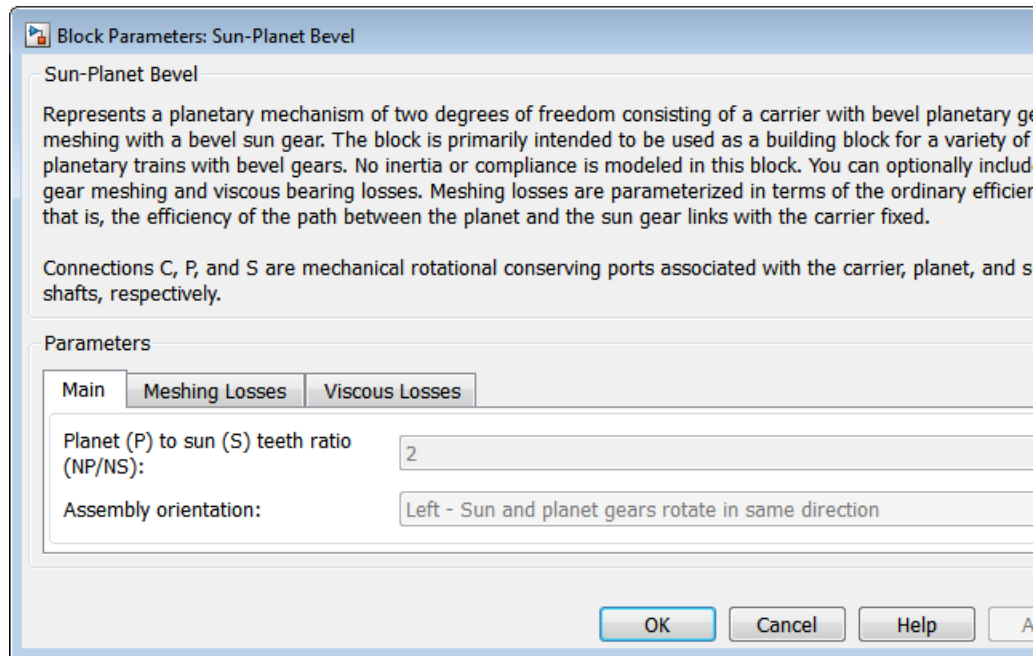 Block Parameters: Sun-Planet Bevel
Sun-Planet Bevel
Represents a planetary mechanism of two degrees of freedom consisting of a carrier with bevel planetary
meshing with a bevel sun gear. The block is primarily intended to be used as a building block for a variety of
planetary trains with bevel gears. No inertia or compliance is modeled in this block. You can optionally
gear meshing and viscous bearing losses. Meshing losses are parameterized in terms of the ordinary
that is, the efficiency of the path between the planet and the sun gear links with the carrier fixed.
Connections C, P, and S are mechanical rotational conserving ports associated with the carrier, planet, and
shafts, respectively.
Parameters
Main Meshing Losses Viscous Losses
Planet (P) to sun (S) teeth ratio
(NP/NS):
2
Assembly orientation:
Left - Sun and planet gears rotate in same direction
OK Cancel Help